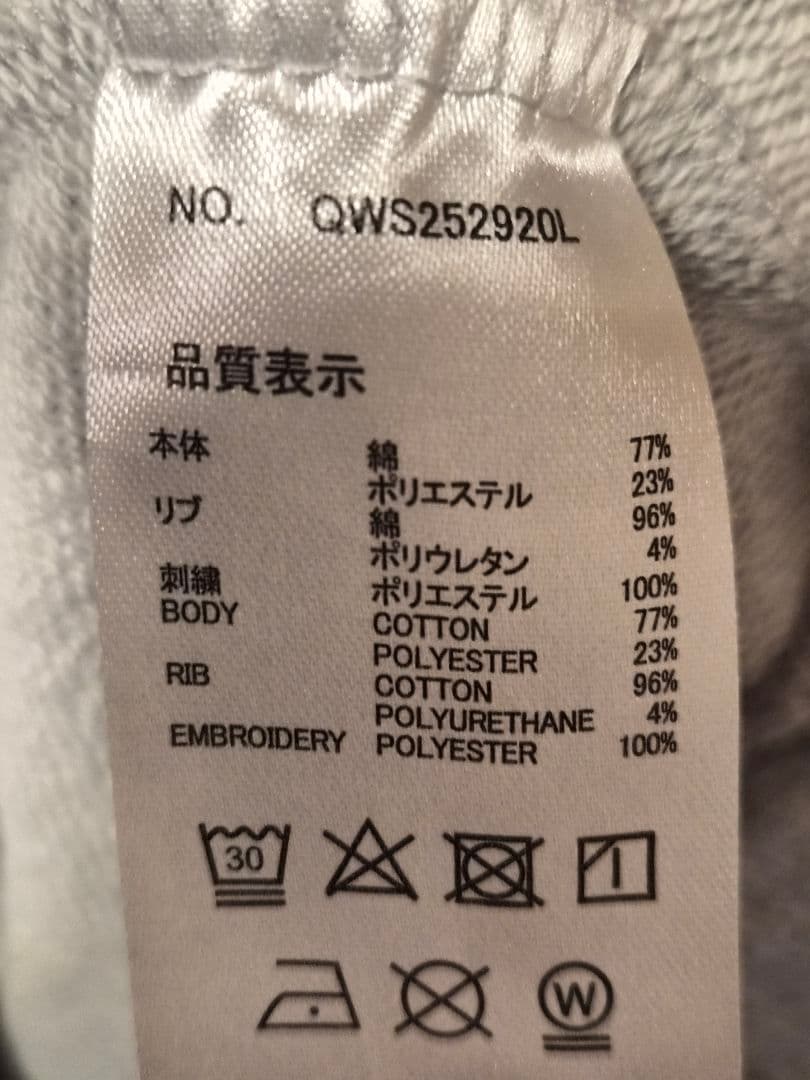 NO. QWS252920L
品質表示
本体 綿 77%
ポリエステル 23%
リブ 綿 96%
ポリウレタン 4%
刺繍 ポリエステル 100%
BODY COTTON 77%
POLYESTER 23%
RIB COTTON 96%
POLYURETHANE 4%
EMBROIDERY POLYESTER 100%
30
W